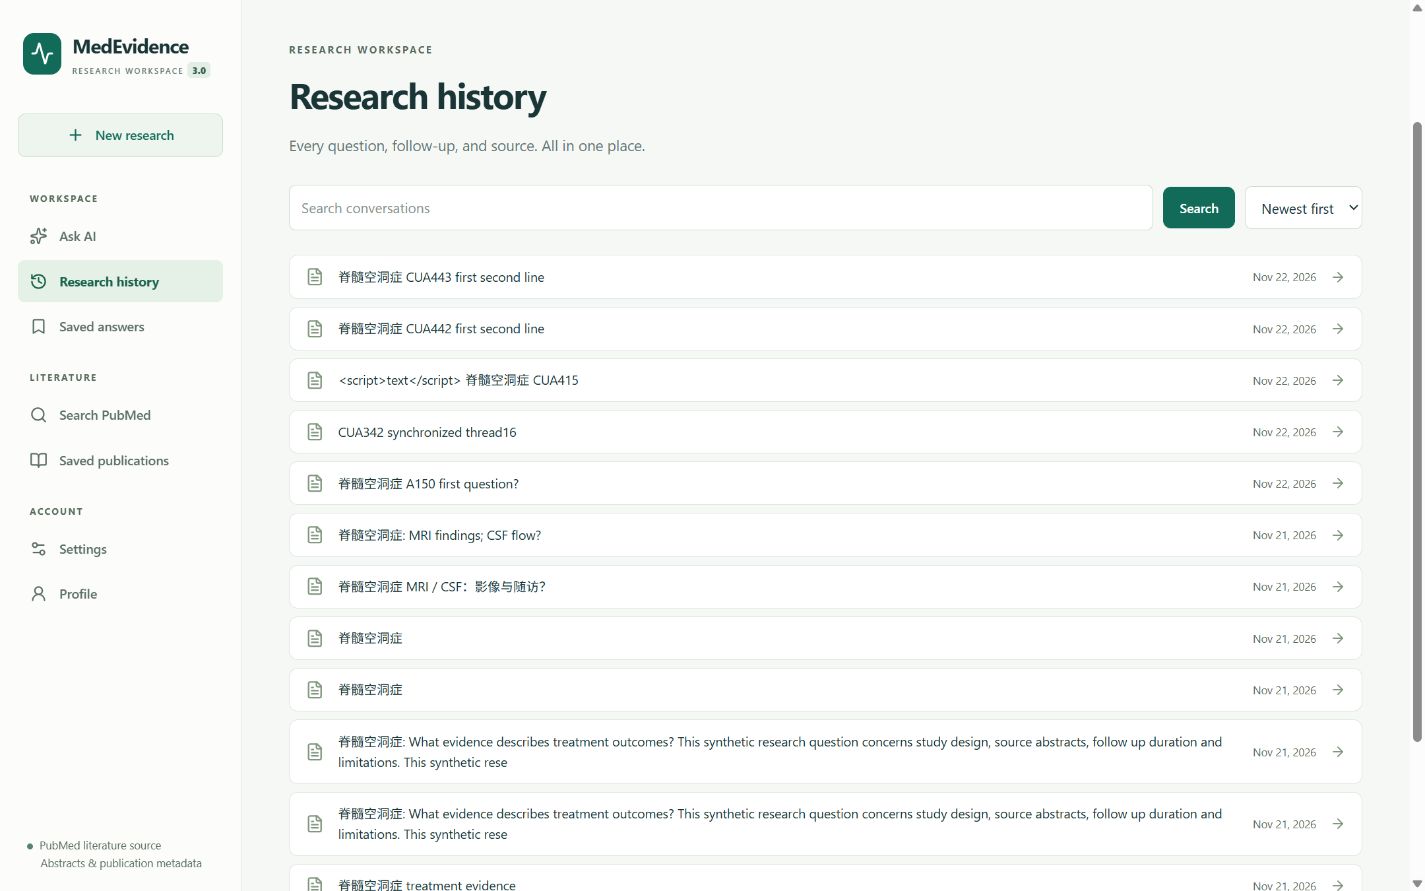 MedEvidence
RESEARCH WORKSPACE 3.0
New research
WORKSPACE
Ask AI
Research history
Saved answers
LITERATURE
Search PubMed
Saved publications
ACCOUNT
Settings
Profile
PubMed literature source
Abstracts & publication metadata
RESEARCH WORKSPACE
Research history
Every question, follow-up, and source. All in one place.
Search conversations
Search
Newest first
脊髓空洞症 CUA443 first second line
Nov 22, 2026
脊髓空洞症 CUA442 first second line
Nov 22, 2026
<script>text</script> 脊髓空洞症 CUA415
Nov 22, 2026
CUA342 synchronized thread16
Nov 22, 2026
脊髓空洞症 A150 first question?
Nov 22, 2026
脊髓空洞症: MRI findings; CSF flow?
Nov 21, 2026
脊髓空洞症 MRI / CSF：影像与随访？
Nov 21, 2026
脊髓空洞症
Nov 21, 2026
脊髓空洞症
Nov 21, 2026
脊髓空洞症: What evidence describes treatment outcomes? This synthetic research question concerns study design, source abstracts, follow up duration and
limitations. This synthetic rese
Nov 21, 2026
脊髓空洞症: What evidence describes treatment outcomes? This synthetic research question concerns study design, source abstracts, follow up duration and
limitations. This synthetic rese
Nov 21, 2026
脊髓空洞症 treatment evidence
Nov 21, 2026